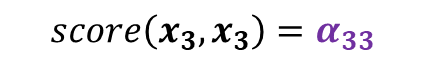 score(x₃, x₃) = α₃₃